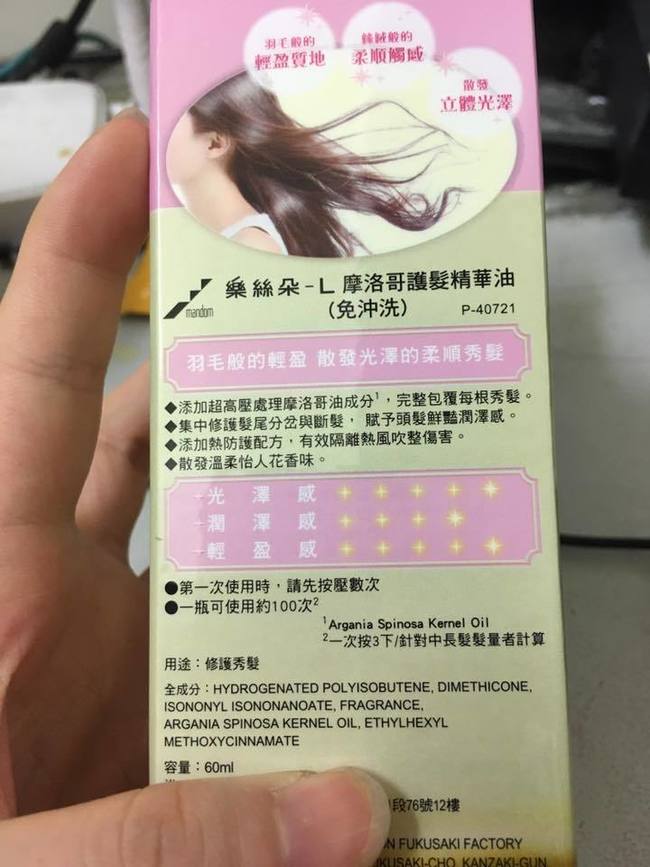 羽毛般的
輕盈質地
絲絨般的
柔順觸感
散發
立體光澤
mandom
樂絲朵-L 摩洛哥護髮精華油
(免沖洗)
P-40721
羽毛般的輕盈 散發光澤的柔順秀髮
◆添加超高壓處理摩洛哥油成分¹，完整包覆每根秀髮。
◆集中修護髮尾分岔與斷髮， 賦予頭髮鮮豔潤澤感。
◆添加熱防護配方，有效隔離熱風吹整傷害。
◆散發溫柔怡人花香味。
光澤感
潤澤感
輕盈感
●第一次使用時，請先按壓數次
●一瓶可使用約100次²
¹Argania Spinosa Kernel Oil
²一次按3下/針對中長髮髮量者計算
用途：修護秀髮
全成分：HYDROGENATED POLYISOBUTENE, DIMETHICONE,
ISONONYL ISONONANOATE, FRAGRANCE,
ARGANIA SPINOSA KERNEL OIL, ETHYLHEXYL
METHOXYCINNAMATE
容量：60ml
段76號12樓
FUKUSAKI FACTORY
KANZAKI-GUN